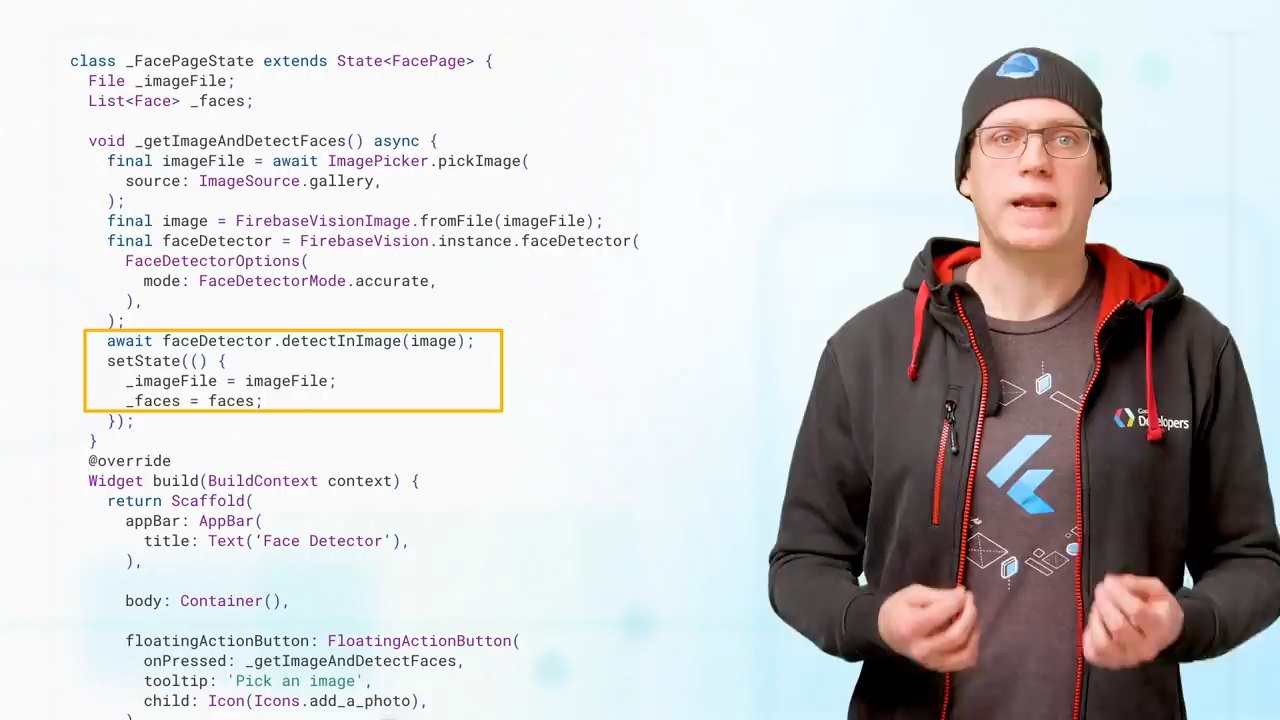 class _FacePageState extends State<FacePage> {
File _imageFile;
List<Face> _faces;
void _getImageAndDetectFaces() async {
final imageFile = await ImagePicker.pickImage(
source: ImageSource.gallery,
);
final image = FirebaseVisionImage.fromFile(imageFile);
final faceDetector = FirebaseVision.instance.faceDetector(
FaceDetectorOptions(
mode: FaceDetectorMode.accurate,
),
);
await faceDetector.detectInImage(image);
setState(() {
_imageFile = imageFile;
_faces = faces;
});
}
@override
Widget build(BuildContext context) {
return Scaffold(
appBar: AppBar(
title: Text(‘Face Detector'),
),
body: Container(),
floatingActionButton: FloatingActionButton(
onPressed: _getImageAndDetectFaces,
tooltip: 'Pick an image',
child: Icon(Icons.add_a_photo),
Developers